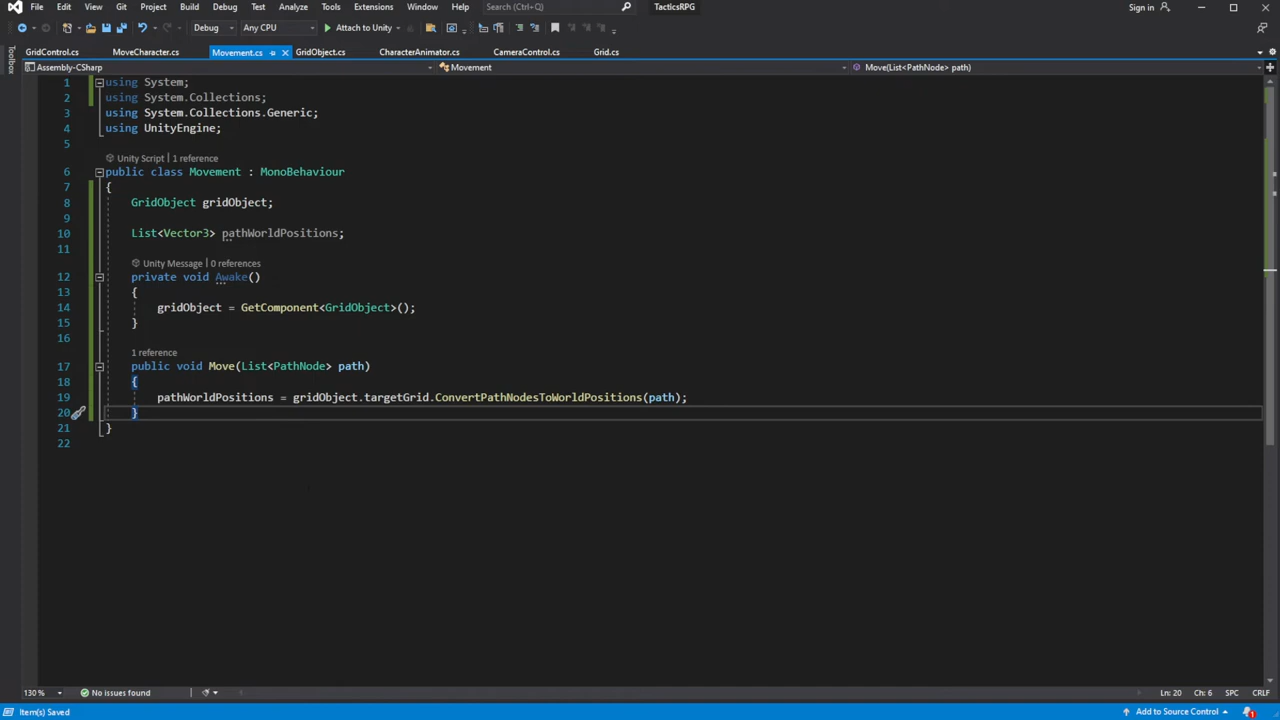 File Edit View Git Project Build Debug Test Analyze Tools Extensions Window Help Search (Ctrl+Q) TacticsRPG Sign in
Debug Any CPU Attach to Unity
GridControl.cs MoveCharacter.cs Movement.cs GridObject.cs CharacterAnimator.cs CameraControl.cs Grid.cs
Toolbox
Assembly-CSharp Movement Move(List<PathNode> path)
1 using System;
2 using System.Collections;
3 using System.Collections.Generic;
4 using UnityEngine;
5
Unity Script | 1 reference
6 public class Movement : MonoBehaviour
7 {
8 GridObject gridObject;
9
10 List<Vector3> pathWorldPositions;
11
Unity Message | 0 references
12 private void Awake()
13 {
14 gridObject = GetComponent<GridObject>();
15 }
16
1 reference
17 public void Move(List<PathNode> path)
18 {
19 pathWorldPositions = gridObject.targetGrid.ConvertPathNodesToWorldPositions(path);
20 }
21 }
22
130 % No issues found Ln: 20 Ch: 6 SPC CRLF
Item(s) Saved Add to Source Control 1